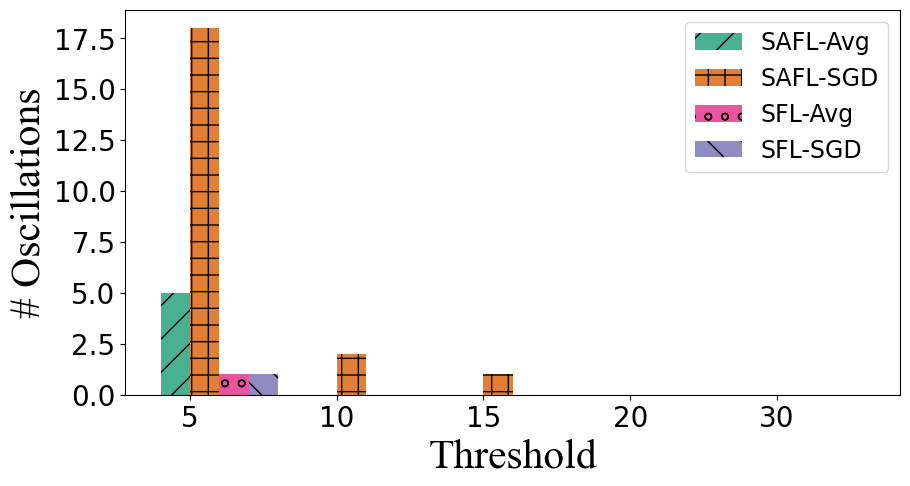 # Oscillations
17.5
15.0
12.5
10.0
7.5
5.0
2.5
0.0
SAFL-Avg
SAFL-SGD
SFL-Avg
SFL-SGD
5 10 15 20 30
Threshold